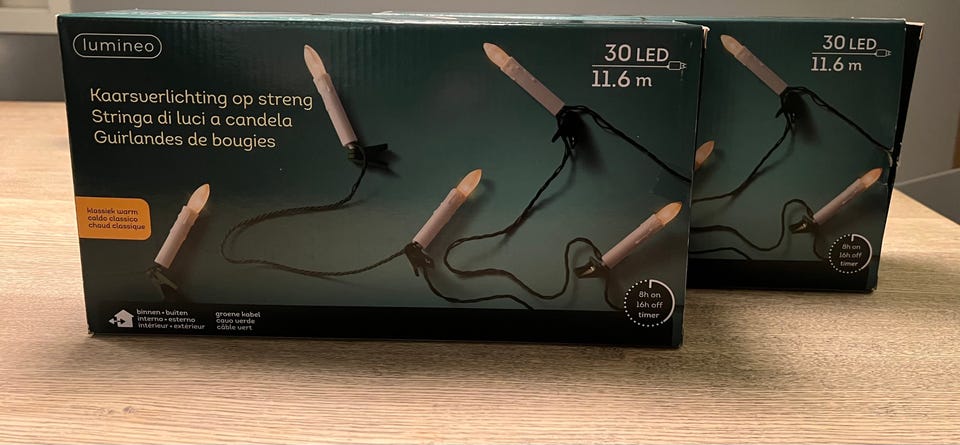 lumineo
30 LED
11.6 m
Kaarsverlichting op streng
Stringa di luci a candela
Guirlandes de bougies
klassiek warm
caldo classico
chaud classique
binnen • buiten
interno • esterno
intérieur • extérieur
groene kabel
cavo verde
câble vert
8h on
16h off
timer
30 LED
11.6 m
8h on
16h off
timer